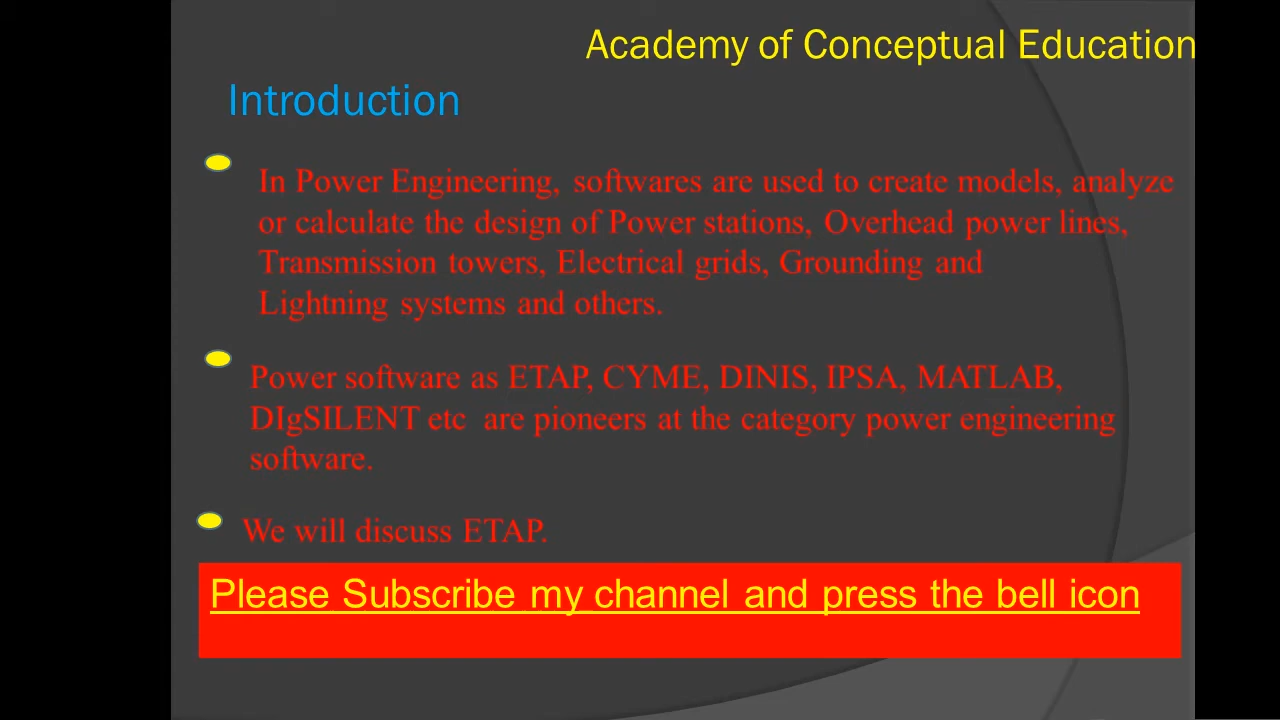 Academy of Conceptual Education
Introduction
In Power Engineering, softwares are used to create models, analyze
or calculate the design of Power stations, Overhead power lines,
Transmission towers, Electrical grids, Grounding and
Lightning systems and others.
Power software as ETAP, CYME, DINIS, IPSA, MATLAB,
DIgSILENT etc are pioneers at the category power engineering
software.
We will discuss ETAP.
Please Subscribe my channel and press the bell icon